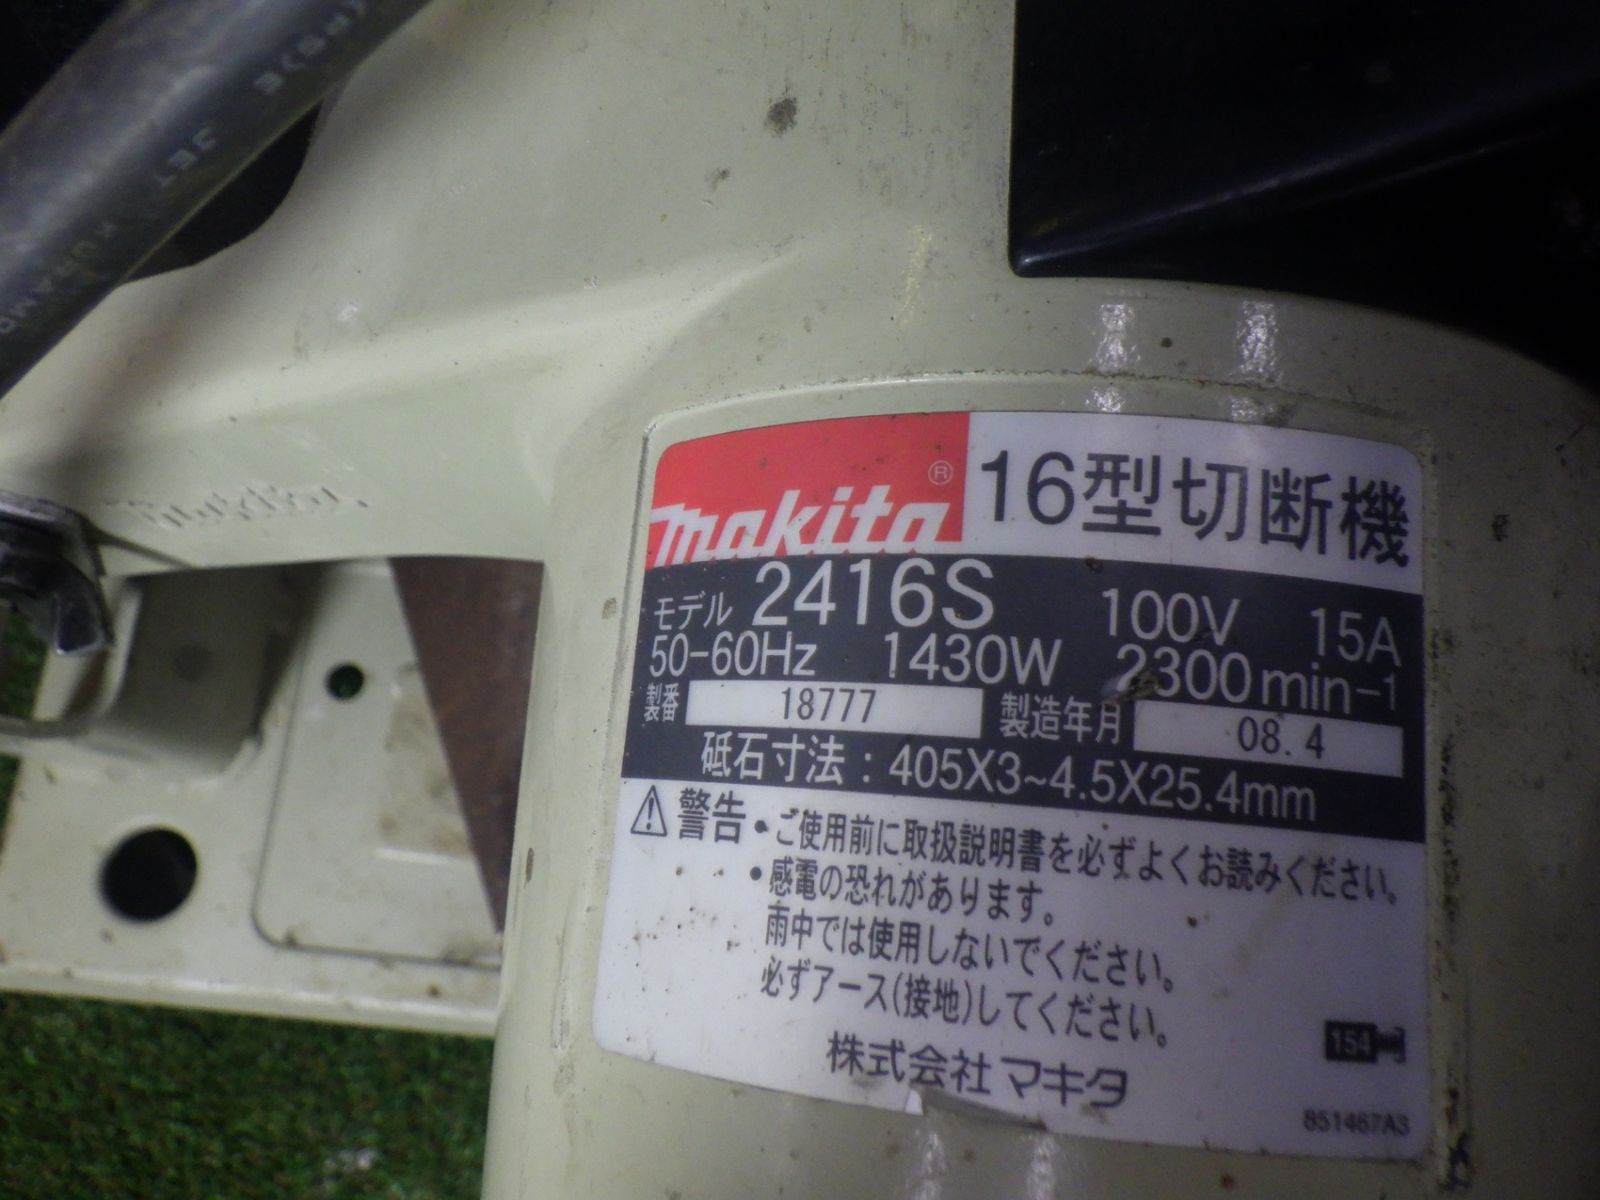 JET KURAMO
makita
makita®
16型切断機
モデル 2416S 100V 15A
50-60Hz 1430W 2300min-1
製番 18777 製造年月 08.4
砥石寸法：405X3~4.5X25.4mm
⚠警告・ご使用前に取扱説明書を必ずよくお読みください。
・感電の恐れがあります。
雨中では使用しないでください。
必ずアース(接地)してください。
株式会社マキタ
154
851487A3